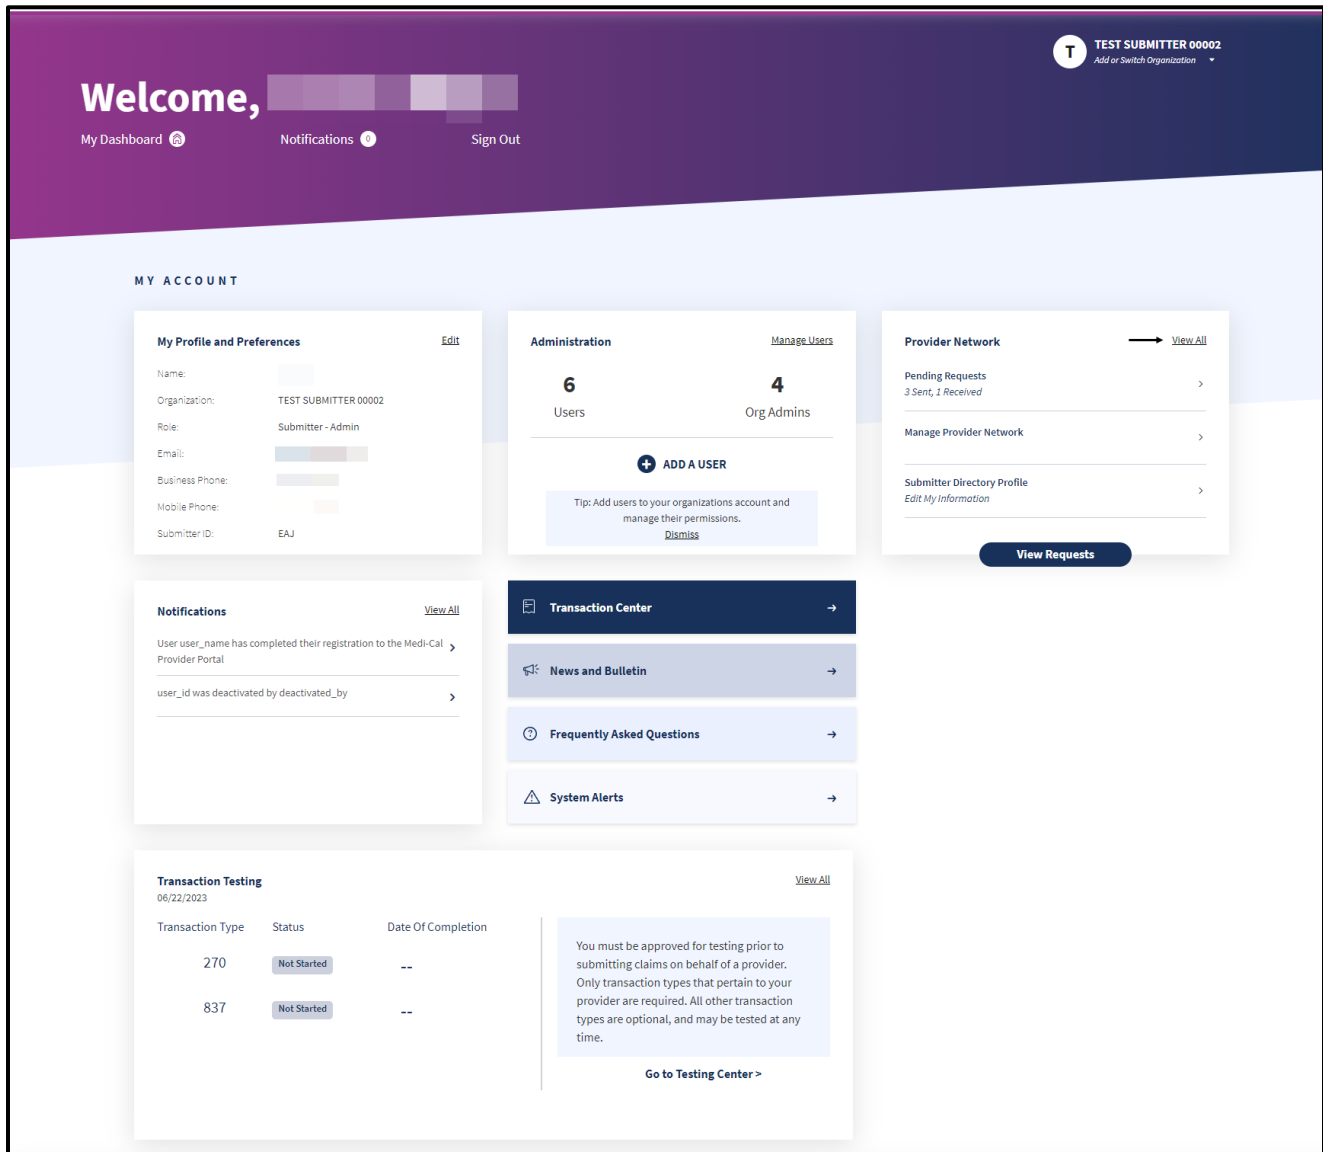 T
TEST SUBMITTER 00002
Add or Switch Organization
Welcome,
My Dashboard
Notifications 0
Sign Out
MY ACCOUNT
My Profile and Preferences
Edit
Name:
Organization: TEST SUBMITTER 00002
Role: Submitter - Admin
Email:
Business Phone:
Mobile Phone:
Submitter ID: EAJ
Administration
Manage Users
6
Users
4
Org Admins
ADD A USER
Tip: Add users to your organizations account and
manage their permissions.
Dismiss
Provider Network
View All
Pending Requests
3 Sent, 1 Received
Manage Provider Network
Submitter Directory Profile
Edit My Information
View Requests
Notifications
View All
User user_name has completed their registration to the Medi-Cal
Provider Portal
user_id was deactivated by deactivated_by
Transaction Center
News and Bulletin
Frequently Asked Questions
System Alerts
Transaction Testing
View All
06/22/2023
Transaction Type Status Date Of Completion
270 Not Started --
837 Not Started --
You must be approved for testing prior to
submitting claims on behalf of a provider.
Only transaction types that pertain to your
provider are required. All other transaction
types are optional, and may be tested at any
time.
Go to Testing Center >